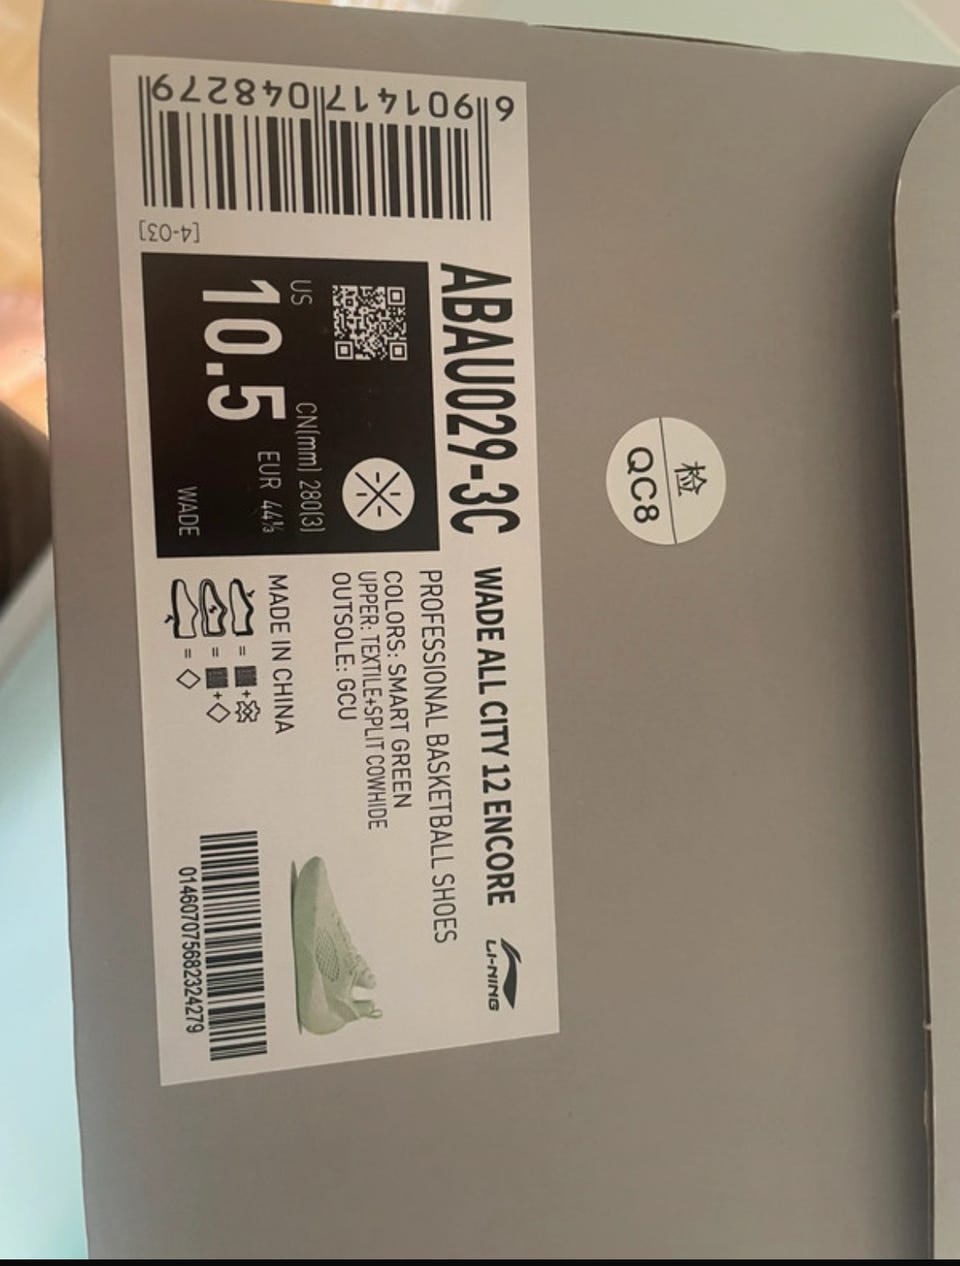 6 901417 048279
[4-03]
ABAU029-3C
US
10.5
CN(mm) 280(3)
EUR 44⅓
WADE
WADE ALL CITY 12 ENCORE
LI-NING
PROFESSIONAL BASKETBALL SHOES
COLORS: SMART GREEN
UPPER: TEXTILE+SPLIT COWHIDE
OUTSOLE: GCU
MADE IN CHINA
014607075682324279
检
QC8